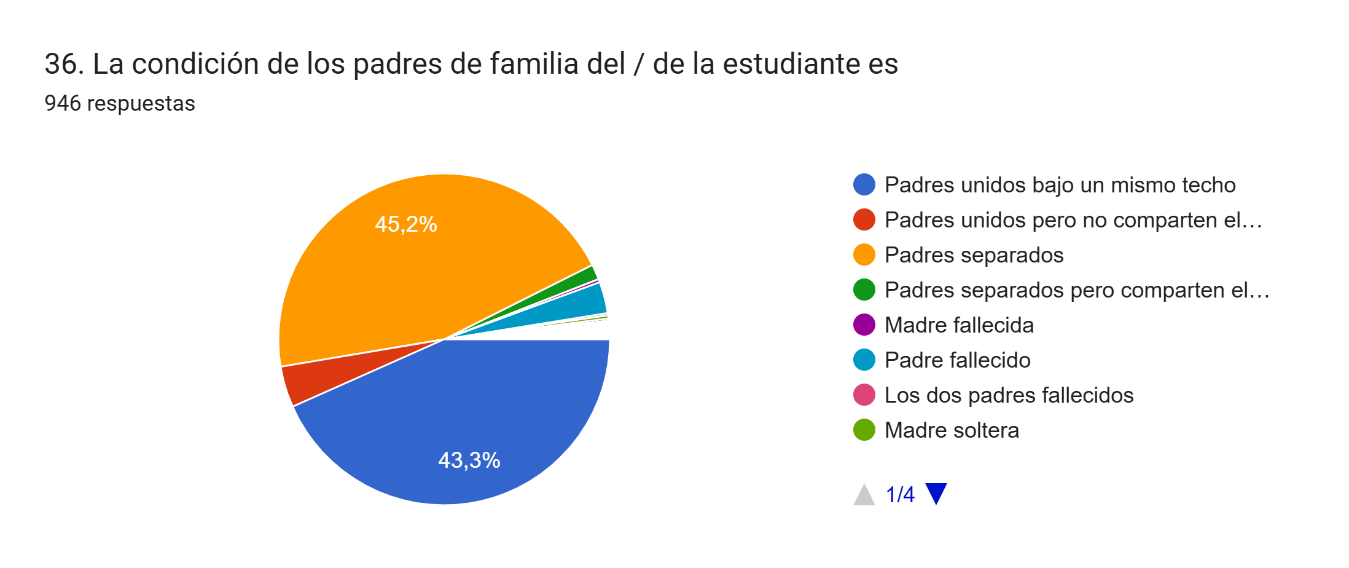 36. La condición de los padres de familia del / de la estudiante es
946 respuestas
45,2%
43,3%
Padres unidos bajo un mismo techo
Padres unidos pero no comparten el…
Padres separados
Padres separados pero comparten el…
Madre fallecida
Padre fallecido
Los dos padres fallecidos
Madre soltera
1/4